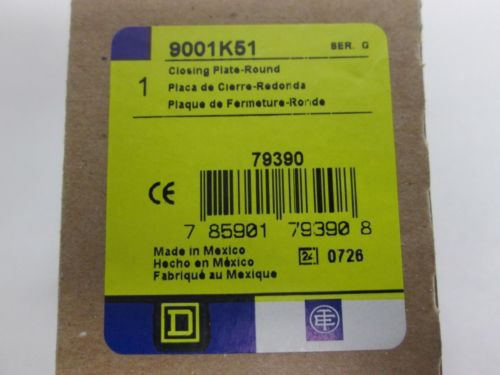 9001K51 SER. G
Closing Plate-Round
1 Placa de Cierre-Redonda
Plaque de Fermeture-Ronde
79390
CE
7 85901 79390 8
Made in Mexico
Hecho en México 24 0726
Fabriqué au Mexique
D